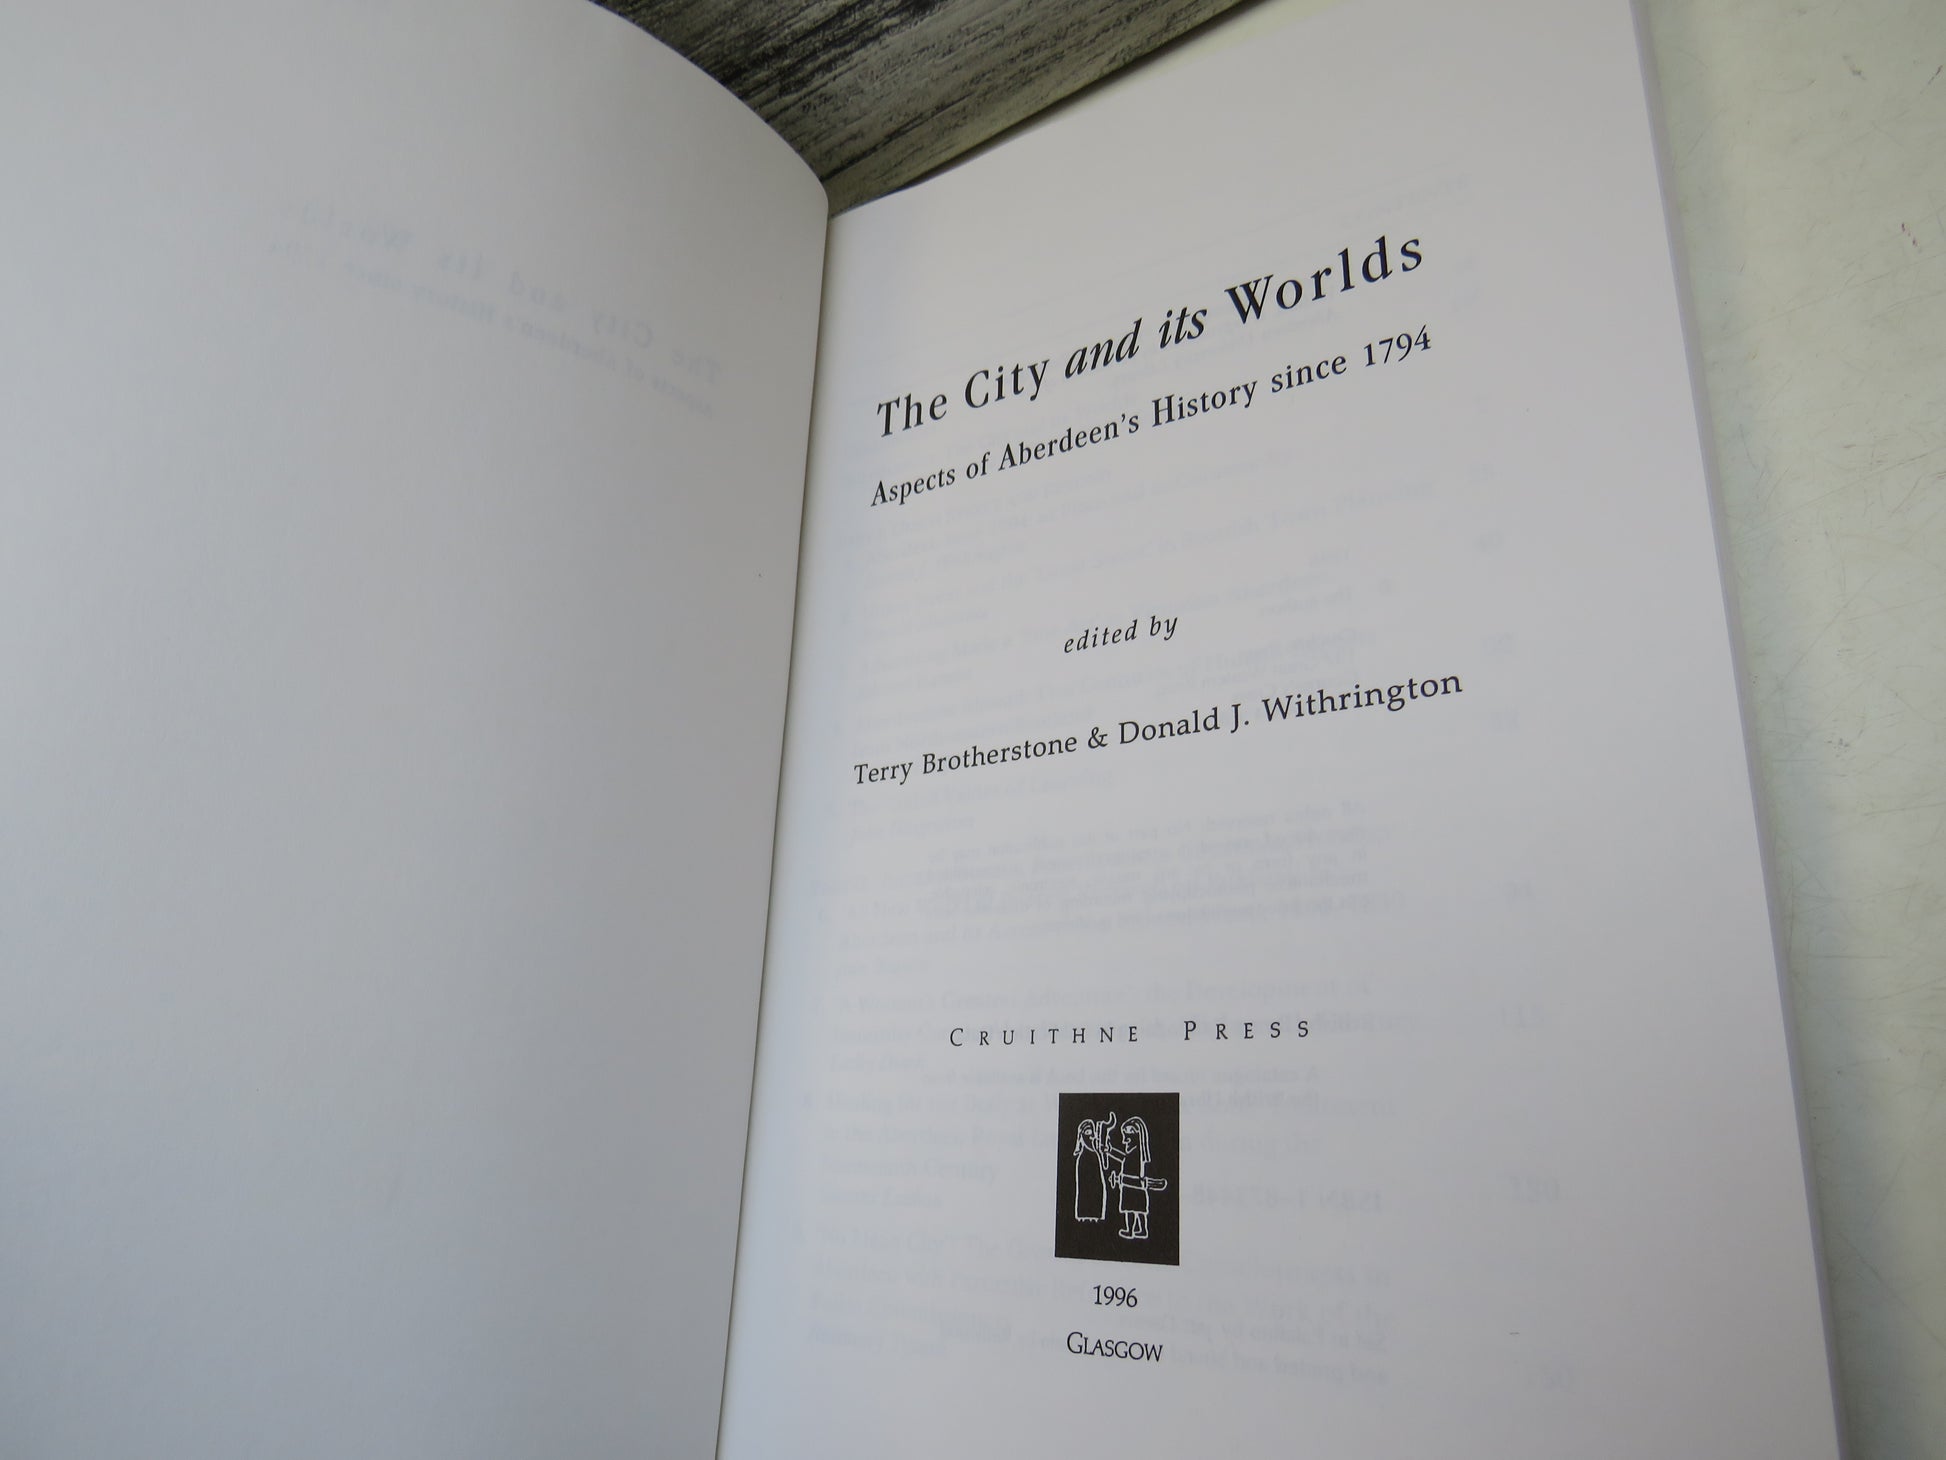 The City and its Worlds
Aspects of Aberdeen's History since 1794
edited by
Terry Brotherstone & Donald J. Withrington
CRUITHNE PRESS
1996
GLASGOW